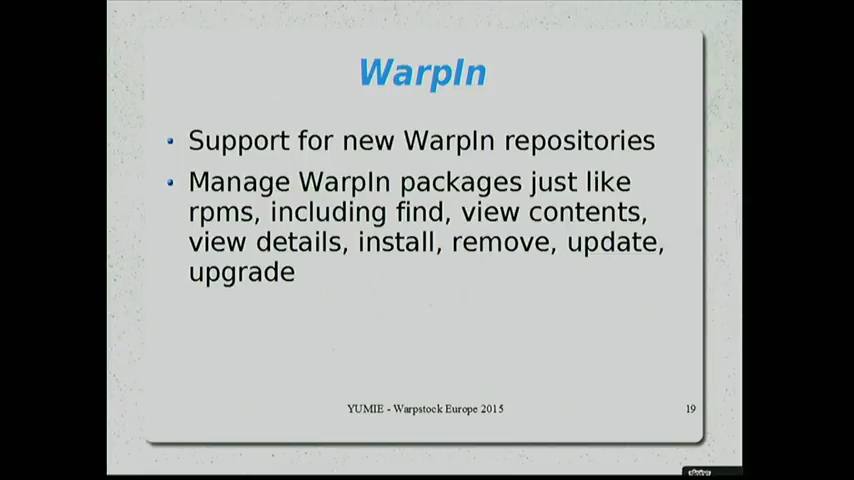 WarpIn
Support for new WarpIn repositories
Manage WarpIn packages just like
rpms, including find, view contents,
view details, install, remove, update,
upgrade
YUMIE - Warpstock Europe 2015
19